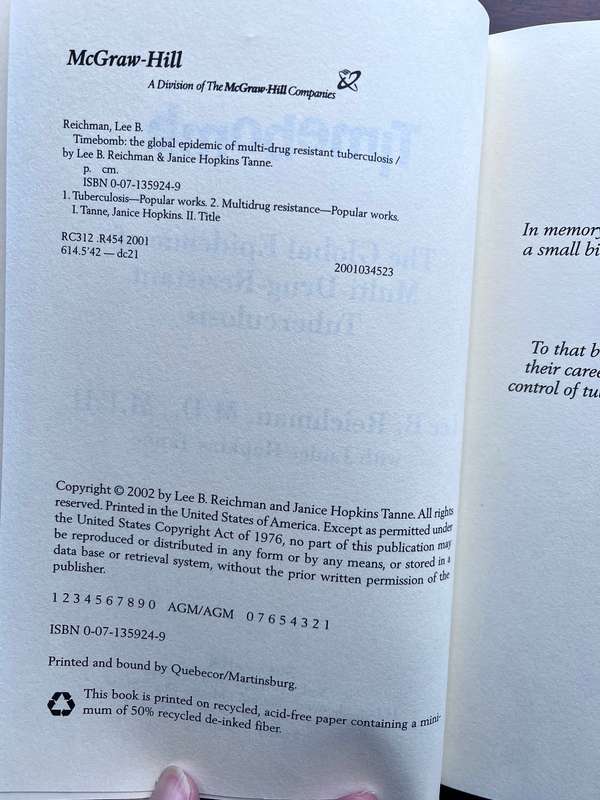 McGraw-Hill
A Division of The McGraw-Hill Companies
Reichman, Lee B.
Timebomb: the global epidemic of multi-drug resistant tuberculosis /
by Lee B. Reichman & Janice Hopkins Tanne.
p. cm.
ISBN 0-07-135924-9
1. Tuberculosis—Popular works. 2. Multidrug resistance—Popular works.
I. Tanne, Janice Hopkins. II. Title
RC312 .R454 2001
614.5'42 — dc21
2001034523
Copyright © 2002 by Lee B. Reichman and Janice Hopkins Tanne. All rights
reserved. Printed in the United States of America. Except as permitted under
the United States Copyright Act of 1976, no part of this publication may
be reproduced or distributed in any form or by any means, or stored in a
data base or retrieval system, without the prior written permission of the
publisher.
1 2 3 4 5 6 7 8 9 0 AGM/AGM 0 7 6 5 4 3 2 1
ISBN 0-07-135924-9
Printed and bound by Quebecor/Martinsburg.
This book is printed on recycled, acid-free paper containing a mini-
mum of 50% recycled de-inked fiber.
In memory
a small bi
To that b
their caree
control of tu